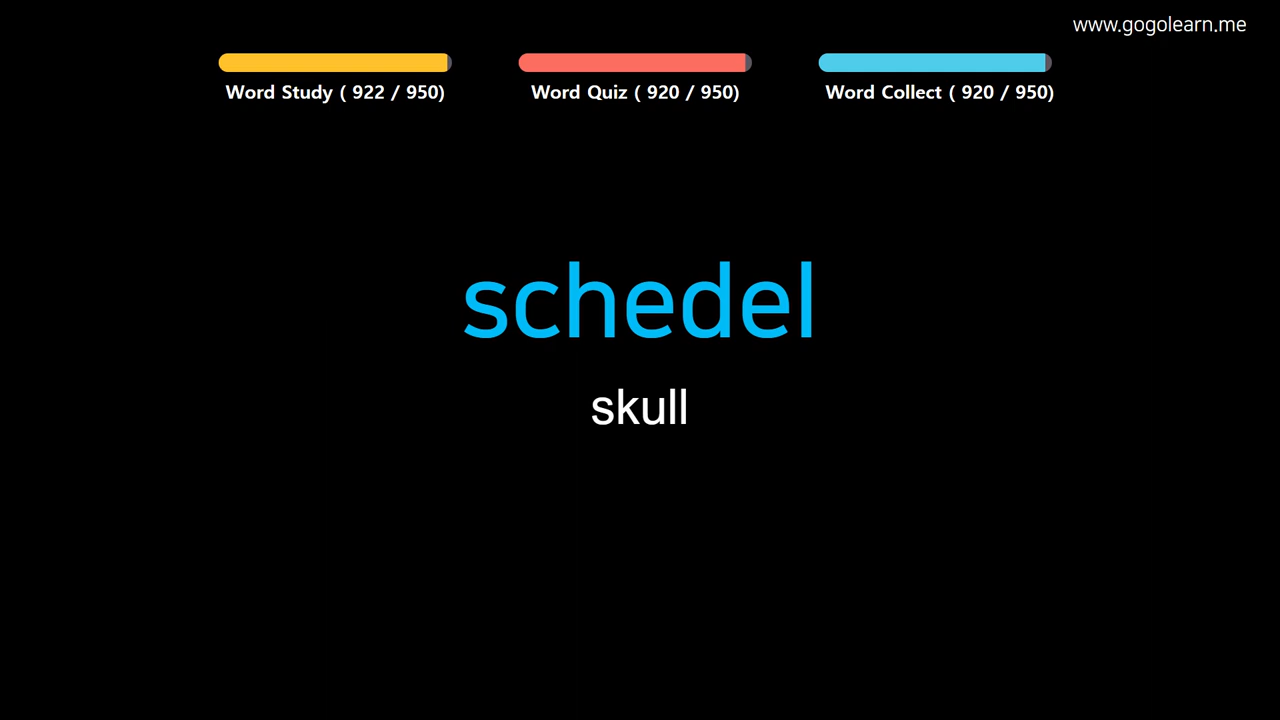 www.gogolearn.me
Word Study ( 922 / 950)
Word Quiz ( 920 / 950)
Word Collect ( 920 / 950)
schedel
skull